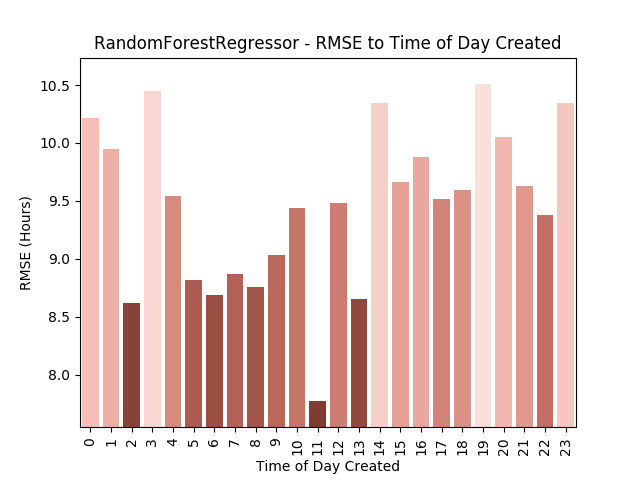 RandomForestRegressor - RMSE to Time of Day Created
10.5
10.0
9.5
9.0
8.5
8.0
RMSE (Hours)
0 1 2 3 4 5 6 7 8 9 10 11 12 13 14 15 16 17 18 19 20 21 22 23
Time of Day Created